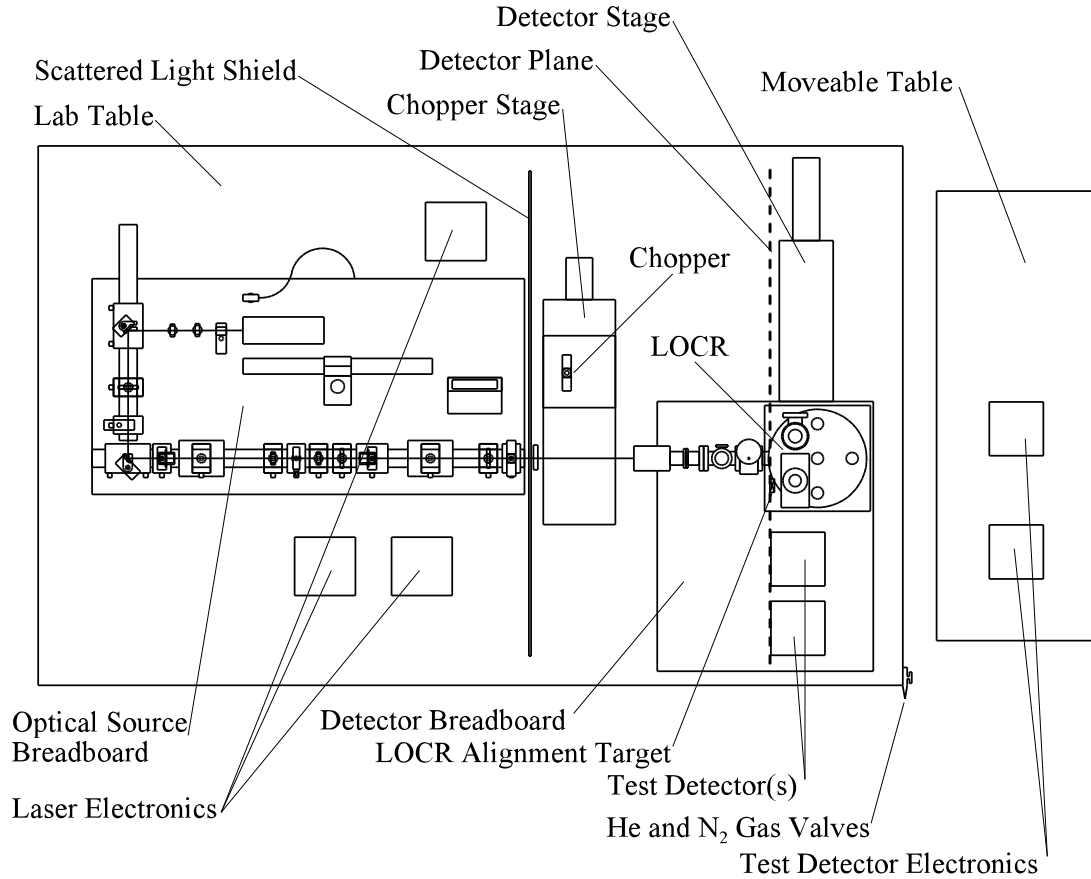 Detector Stage
Detector Plane
Scattered Light Shield
Moveable Table
Chopper Stage
Lab Table
Chopper
LOCR
Optical Source
Breadboard
Detector Breadboard
LOCR Alignment Target
Test Detector(s)
Laser Electronics
He and N₂ Gas Valves
Test Detector Electronics